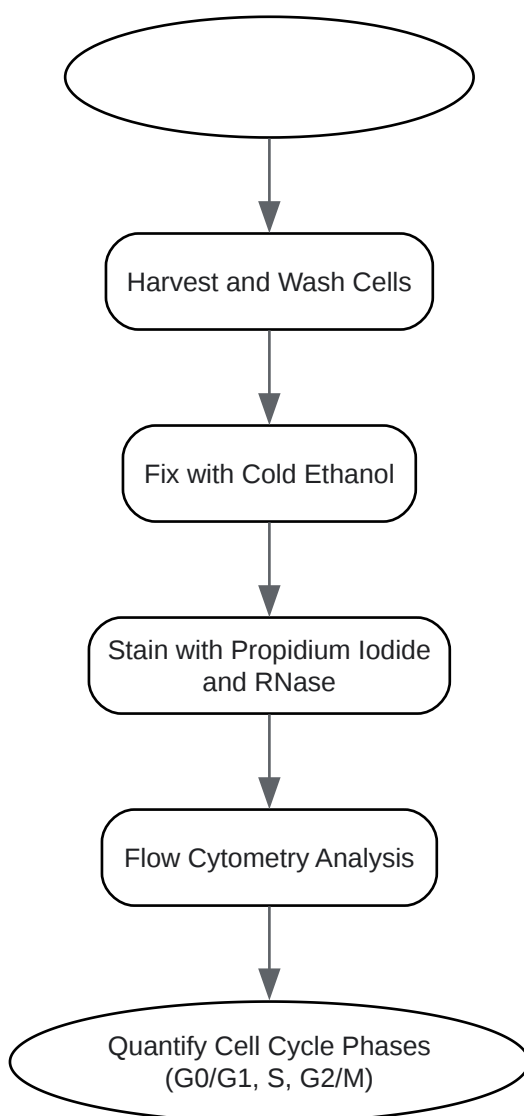 Harvest and Wash Cells
Fix with Cold Ethanol
Stain with Propidium Iodide
and RNase
Flow Cytometry Analysis
Quantify Cell Cycle Phases
(G0/G1, S, G2/M)